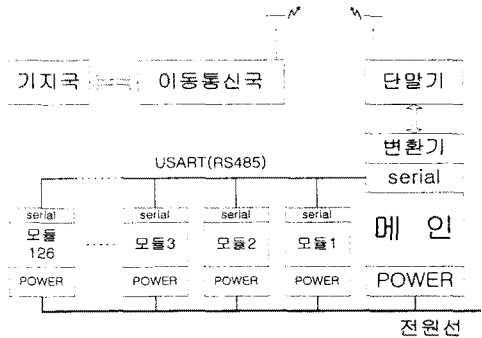 기지국 이동통신국 단말기
변환기
USART(RS485)
serial
serial serial serial serial
모듈 126 ...... 모듈3 모듈2 모듈1 메 인
POWER POWER POWER POWER POWER
전원선